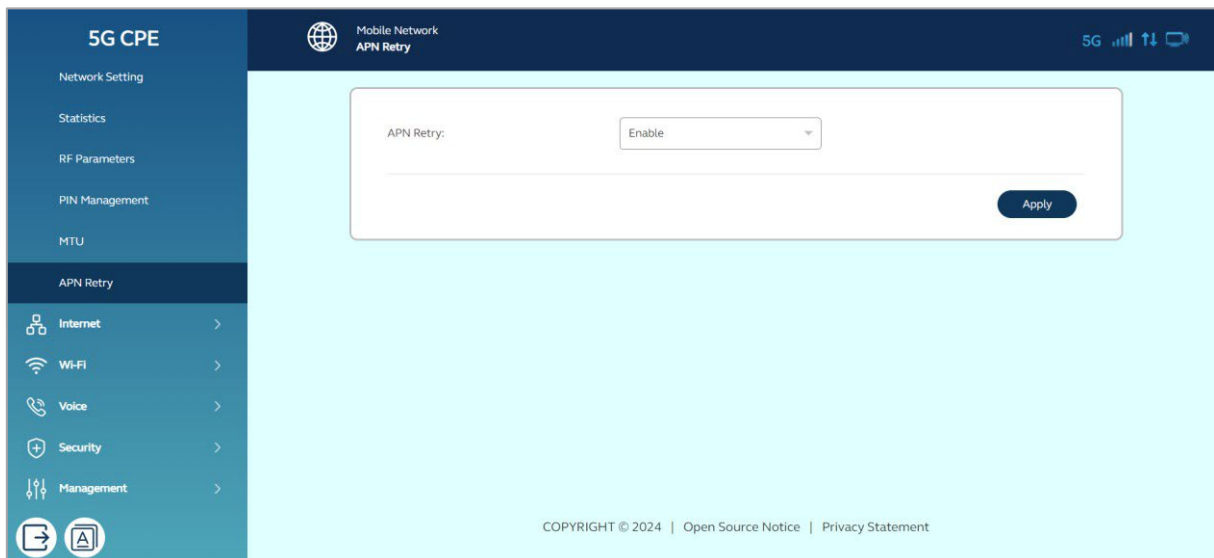 5G CPE
Network Setting
Statistics
RF Parameters
PIN Management
MTU
APN Retry
Internet
Wi-Fi
Voice
Security
Management
A
Mobile Network
APN Retry
5G
APN Retry:
Enable
Apply
COPYRIGHT © 2024 | Open Source Notice | Privacy Statement